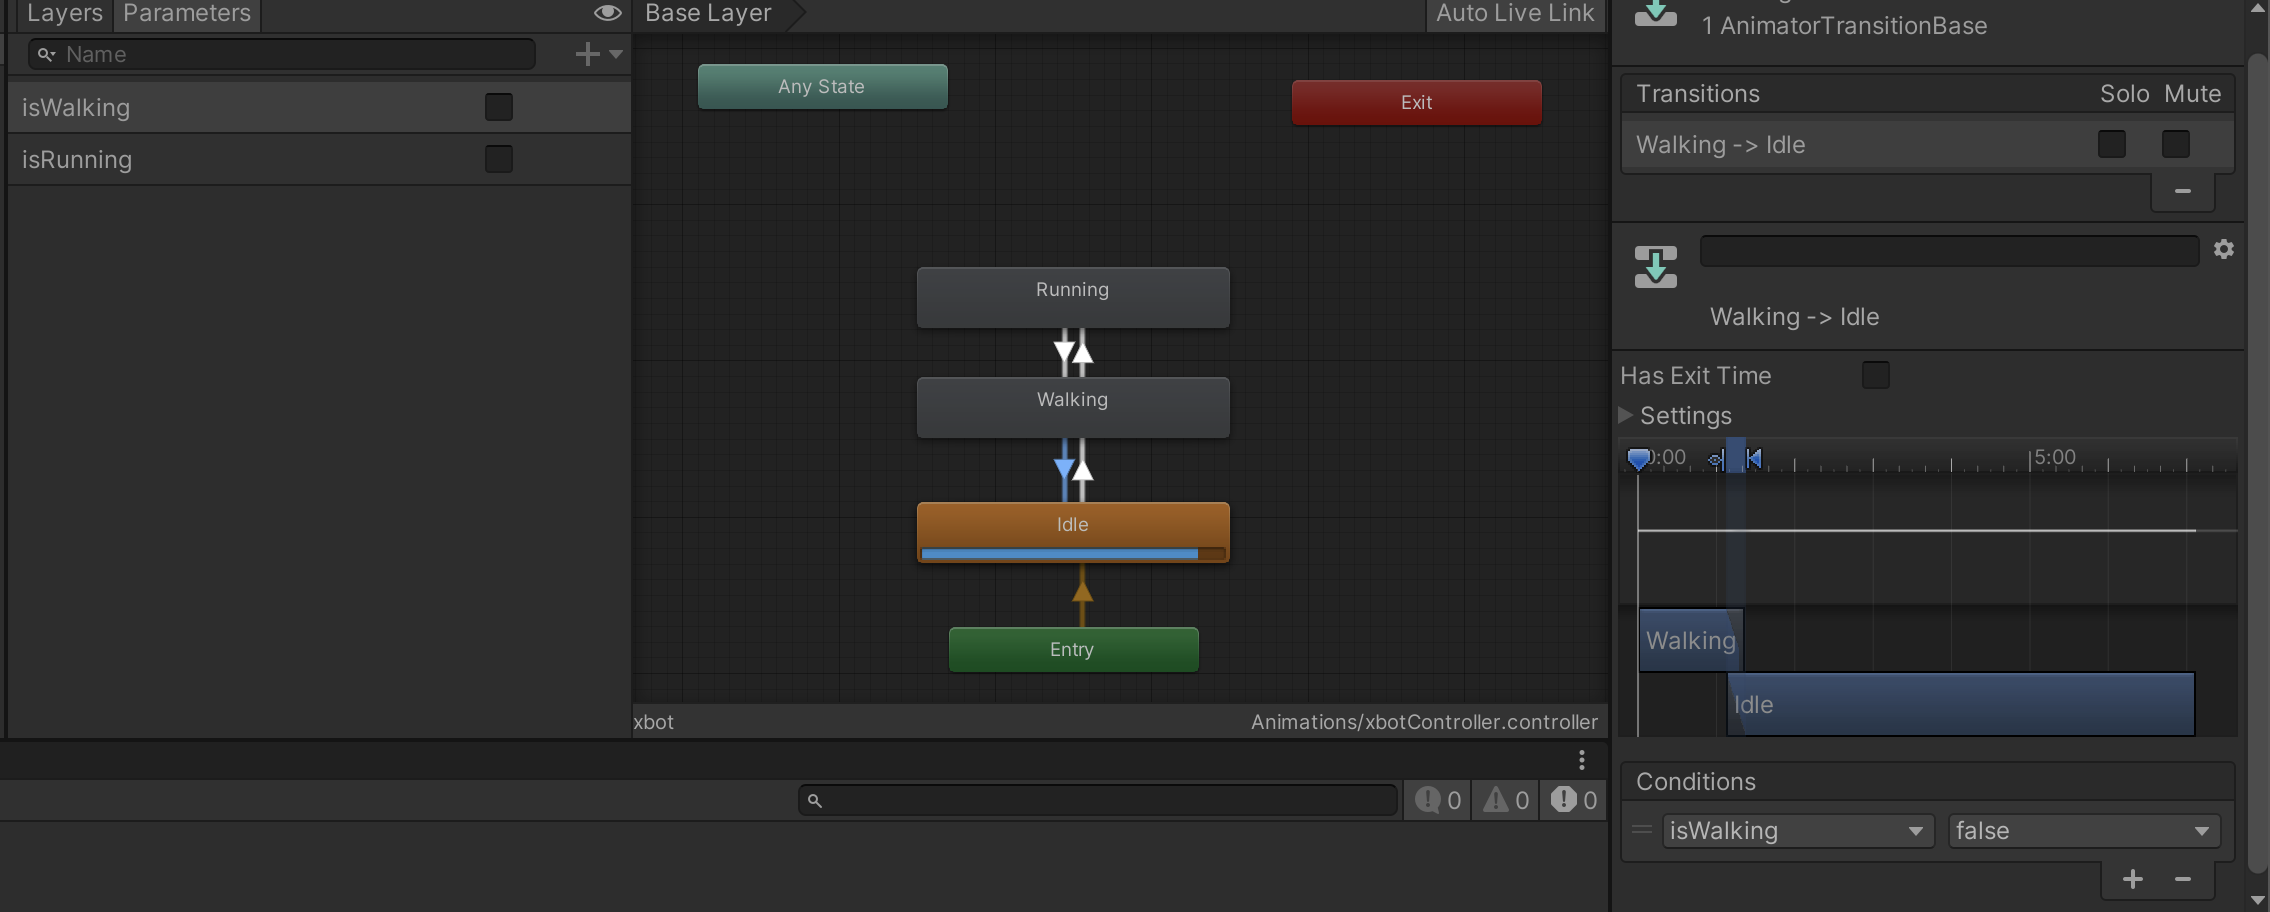 Layers Parameters
Name
isWalking
isRunning
Base Layer Auto Live Link
Any State
Exit
Running
Walking
Idle
Entry
xbot Animations/xbotController.controller
0 0 0
1 AnimatorTransitionBase
Transitions Solo Mute
Walking -> Idle
Walking -> Idle
Has Exit Time
Settings
0:00 5:00
Walking
Idle
Conditions
isWalking false